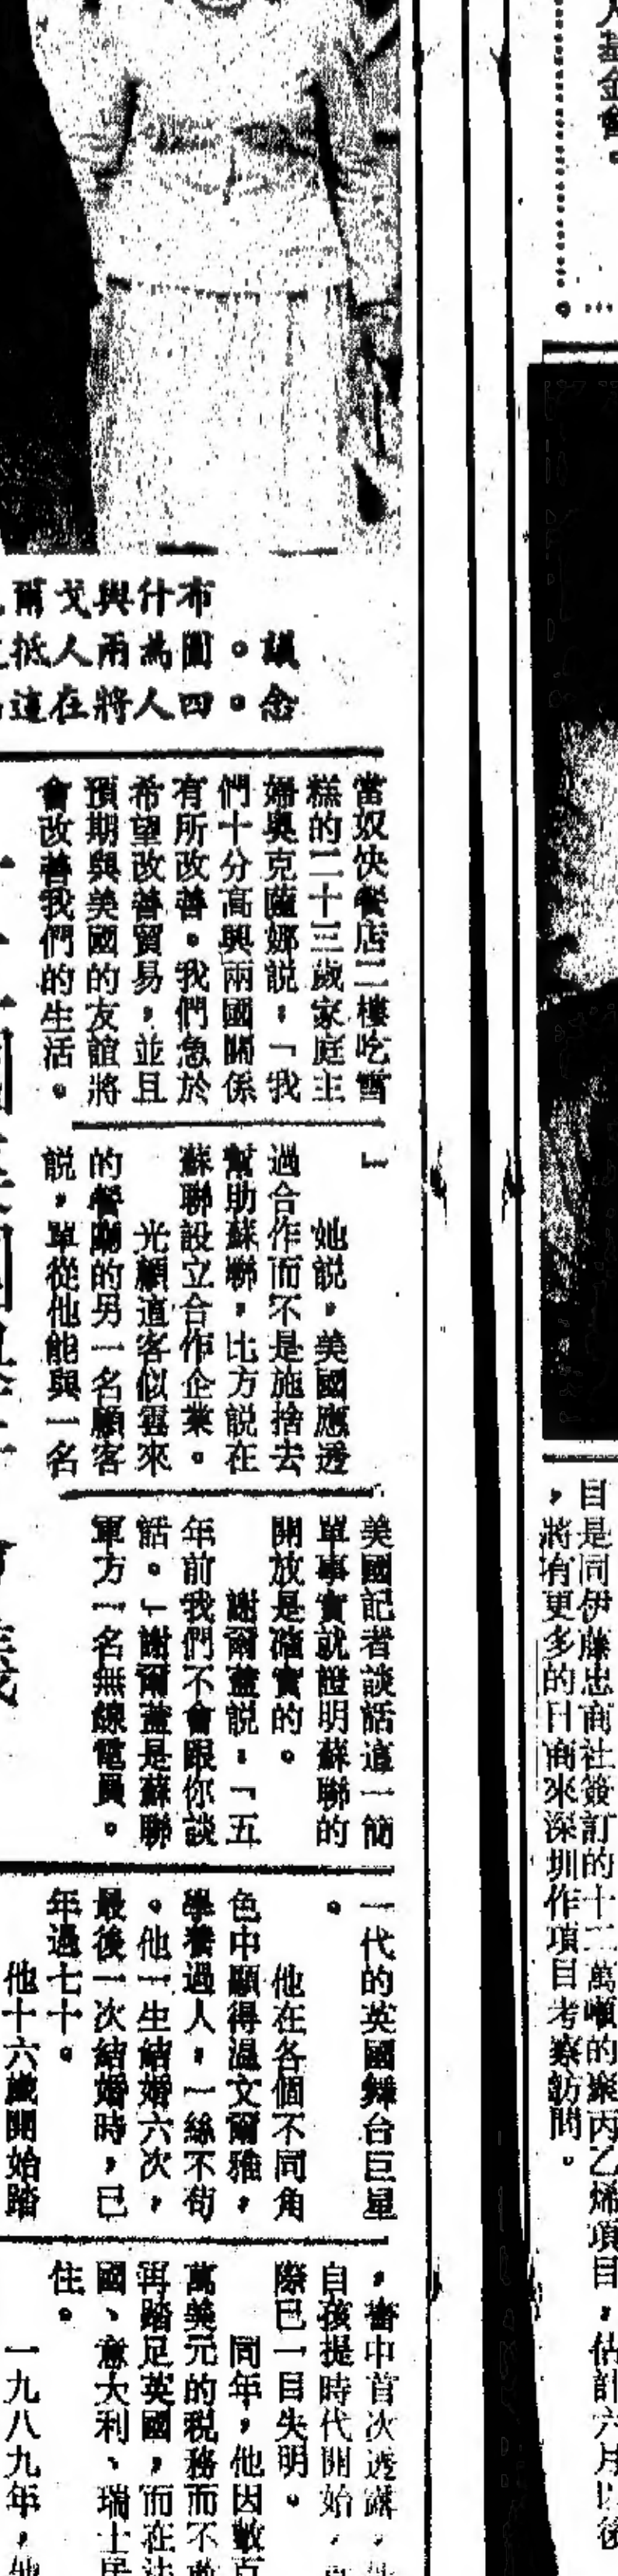 人基金會。
目是同伊藤忠商社簽訂的十二萬噸的聚丙乙烯項目，估計六月以後
，將有更多的日商來深圳作項目考察訪問。
議念
。。
布圖四
什為人
與兩將
戈人在
爾抵這
當奴快餐店二樓吃雪
糕的二十三歲家庭主
婦奧克薩娜說：「我
們十分高興兩國關係
有所改善。我們急於
希望改善貿易，並且
預期與美國的友誼將
會改善我們的生活。
」
她說，美國應透
過合作而不是施捨去
幫助蘇聯，比方說在
蘇聯設立合作企業。
光顧這客似雲來
的餐廳的另一名顧客
說，單從他能與一名
美國記者談話這一簡
單事實就證明蘇聯的
開放是確實的。
謝爾蓋說：「五
年前我們不會跟你談
話。」謝爾蓋是蘇聯
軍方一名無線電員。
一代的英國舞台巨星
。
他在各個不同角
色中顯得溫文爾雅，
學養過人，一絲不苟
。他一生結婚六次，
最後一次結婚時，已
年過七十。
他十六歲開始踏
，書中首次透露，他
自孩提時代開始，
際已一目失明。
同年，他因數百
萬美元的稅務而不敢
再踏足英國，而在法
國、意大利、瑞士居
住。
一九八九年，他